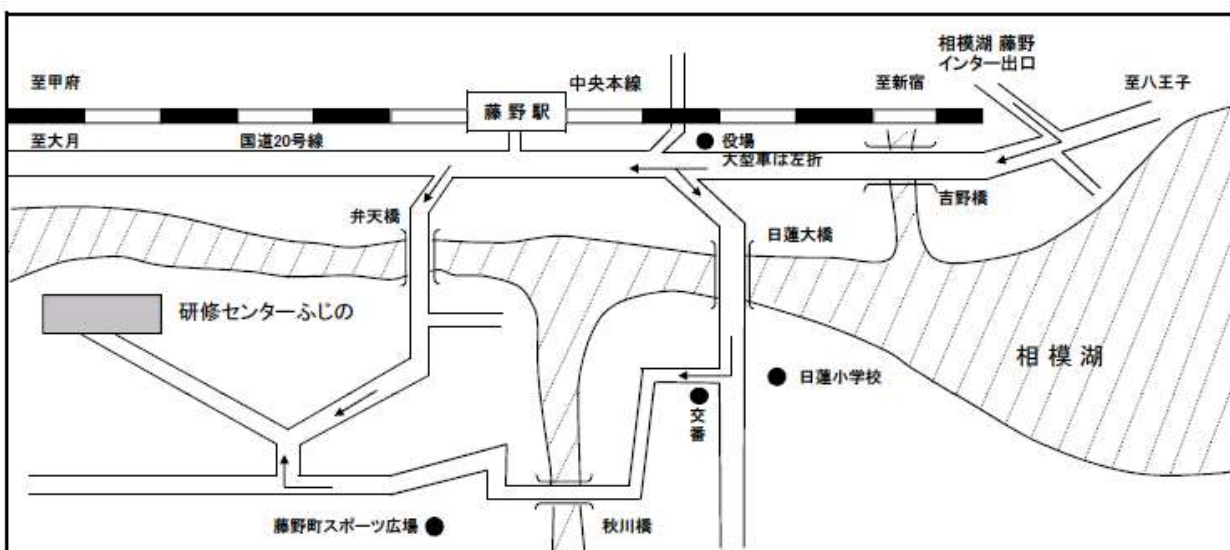 相模湖 藤野
インター出口
至甲府
中央本線
至新宿
至八王子
藤野駅
至大月
国道20号線
役場
大型車は左折
吉野橋
弁天橋
日蓮大橋
研修センターふじの
相模湖
日蓮小学校
交番
藤野町スポーツ広場
秋川橋